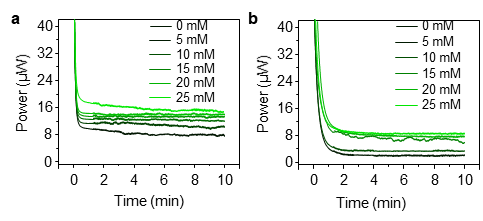 a
b
Power (μW)
40
32
24
16
8
0
0 mM
5 mM
10 mM
15 mM
20 mM
25 mM
0 2 4 6 8 10
Time (min)
Power (μW)
40
32
24
16
8
0
0 mM
5 mM
10 mM
15 mM
20 mM
25 mM
0 2 4 6 8 10
Time (min)